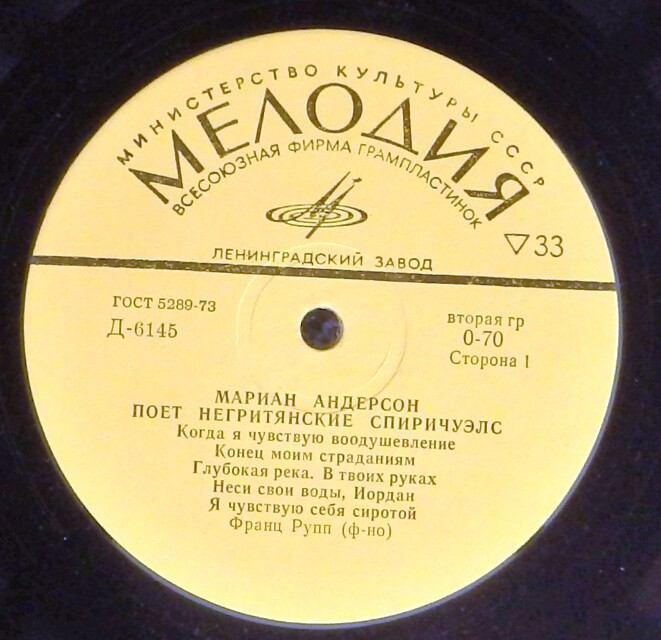 МИНИСТЕРСТВО КУЛЬТУРЫ СССР
МЕЛОДИЯ
ВСЕСОЮЗНАЯ ФИРМА ГРАМПЛАСТИНОК
33
ЛЕНИНГРАДСКИЙ ЗАВОД
ГОСТ 5289-73
Д-6145
вторая гр
0-70
Сторона 1
МАРИАН АНДЕРСОН
ПОЕТ НЕГРИТЯНСКИЕ СПИРИЧУЭЛС
Когда я чувствую воодушевление
Конец моим страданиям
Глубокая река. В твоих руках
Неси свои воды, Иордан
Я чувствую себя сиротой
Франц Рупп (ф-но)